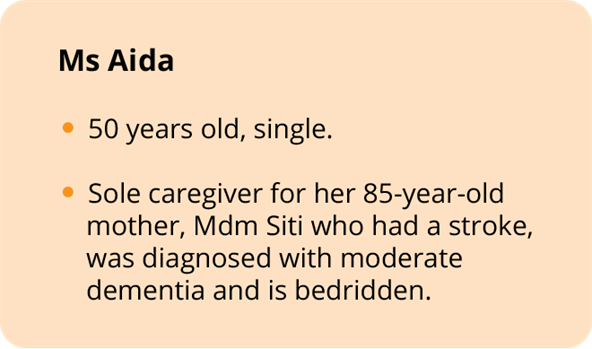 Ms Aida
• 50 years old, single.
• Sole caregiver for her 85-year-old
mother, Mdm Siti who had a stroke,
was diagnosed with moderate
dementia and is bedridden.